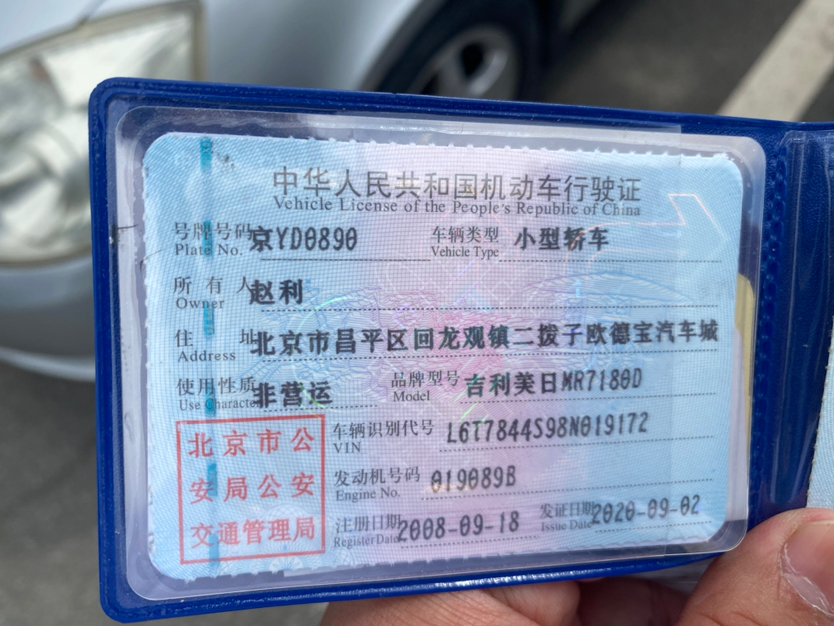 中华人民共和国机动车行驶证
Vehicle License of the People's Republic of China
号牌号码 京YD0890 车辆类型 小型轿车
Plate No. Vehicle Type
所有人 赵利
Owner
住址 北京市昌平区回龙观镇二拨子欧德宝汽车城
Address
使用性质 非营运 品牌型号 吉利美日MR7180D
Use Character Model
北京市公安局公安交通管理局
车辆识别代号 L6T7844S98N019172
VIN
发动机号码 019089B
Engine No.
注册日期 2008-09-18 发证日期 2020-09-02
Register Date Issue Date